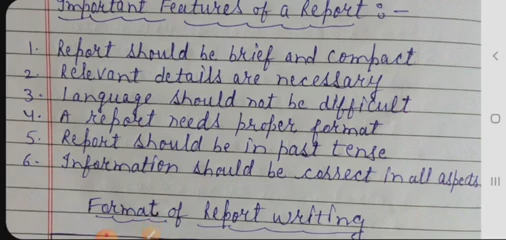 Important Features of a Report :-
1. Report should be brief and compact
2. Relevant details are necessary
3. Language should not be difficult
4. A report needs proper format
5. Report should be in past tense
6. Information should be correct in all aspects
Format of Report writing